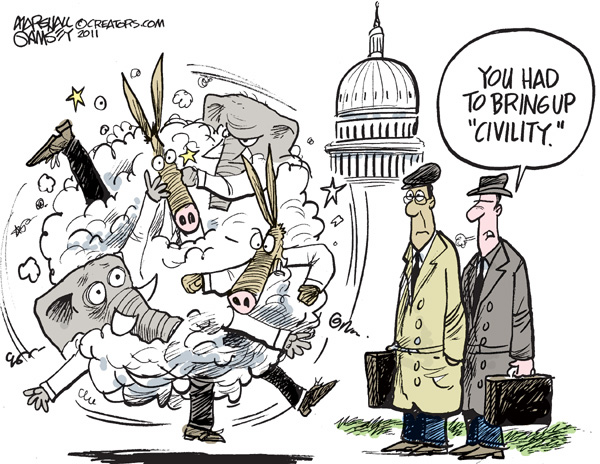 MARSHALL
RAMSEY
©CREATORS.COM
2011
YOU HAD
TO BRING UP
"CIVILITY."